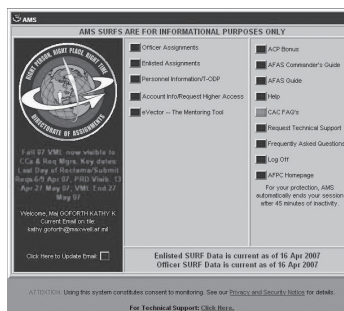 AMS
AMS SURFS ARE FOR INFORMATIONAL PURPOSES ONLY
RIGHT PERSON, RIGHT PLACE, RIGHT TIME
DIRECTORATE OF ASSIGNMENTS
Fall 07 VML now visible to
CCs & Req Mgrs. Key dates:
Last Day of Reclama/Submit
Reqs 6/9 Apr 07, PRD Visib: 13
Apr 27 May 07, VML End 27
May 07
Welcome, Maj GOFORTH KATHY K
Current Email on file:
kathy.goforth@maxwell.af.mil
Click Here to Update Email:
Officer Assignments
Enlisted Assignments
Personnel Information/T-ODP
Account Info/Request Higher Access
eVector -- The Mentoring Tool
ACP Bonus
AFAS Commander's Guide
AFAS Guide
Help
CAC FAQ's
Request Technical Support
Frequently Asked Questions
Log Off
AFPC Homepage
For your protection, AMS
automatically ends your session
after 45 minutes of inactivity.
Enlisted SURF Data is current as of 16 Apr 2007
Officer SURF Data is current as of 16 Apr 2007
ATTENTION: Using this system constitutes consent to monitoring. See our Privacy and Security Notice for details.
For Technical Support: Click Here.